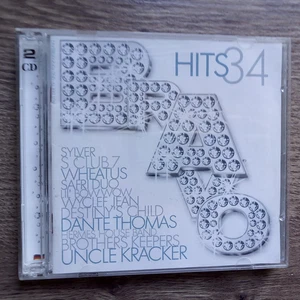 2
CD
HITS 34
BRAVO
SYLVER
S CLUB 7
WHEATUS
SAFRI DUO
WYCLEF JEAN
DESTINY'S CHILD
DANTE THOMAS
BROTHERS KEEPERS
UNCLE KRACKER